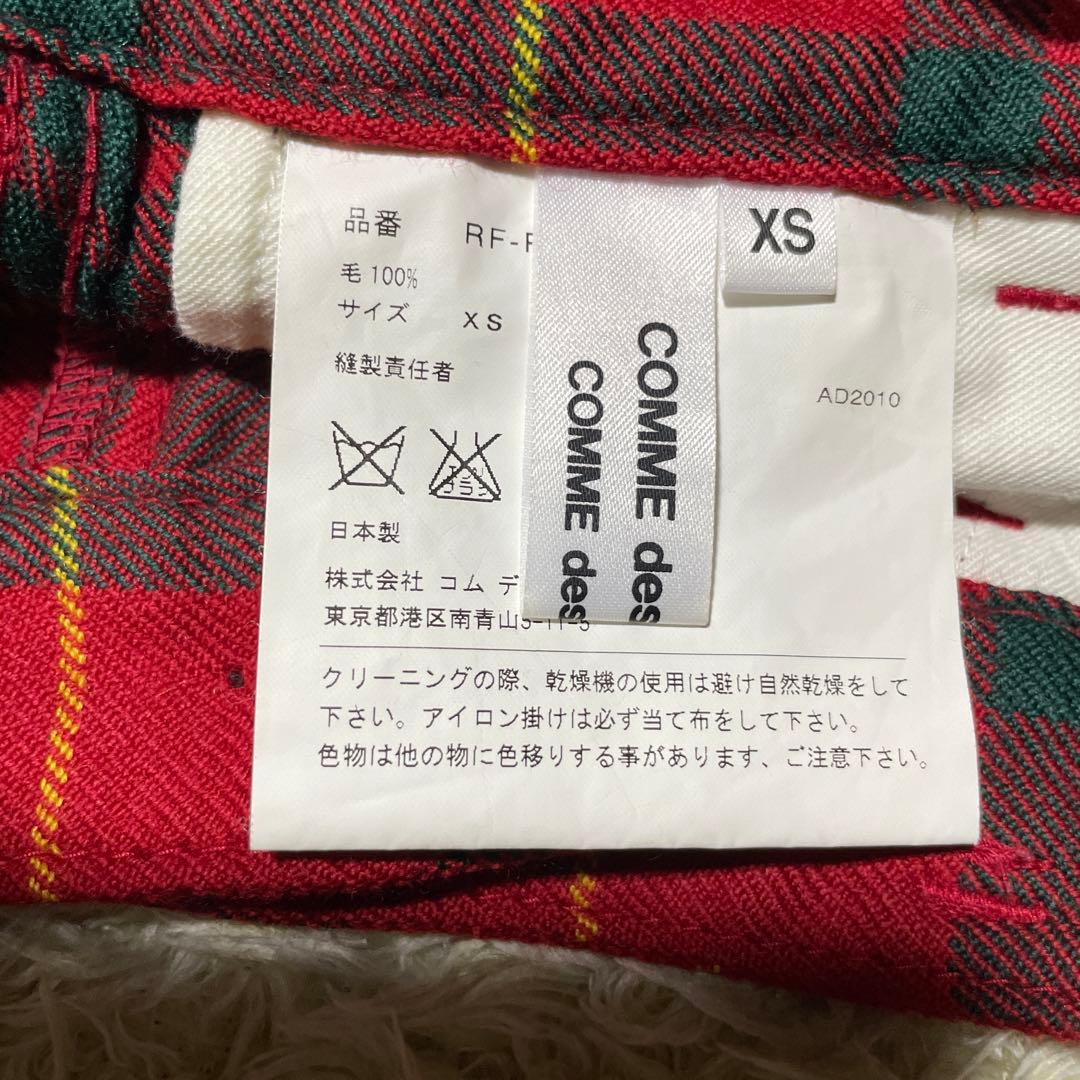 品番 RF-
毛 100%
サイズ XS
縫製責任者
日本製
株式会社 コム デ
東京都港区南青山5-11-5
クリーニングの際、乾燥機の使用は避け自然乾燥をして
下さい。アイロン掛けは必ず当て布をして下さい。
色物は他の物に色移りする事があります、ご注意下さい。
COMME des
COMME des
XS
AD2010